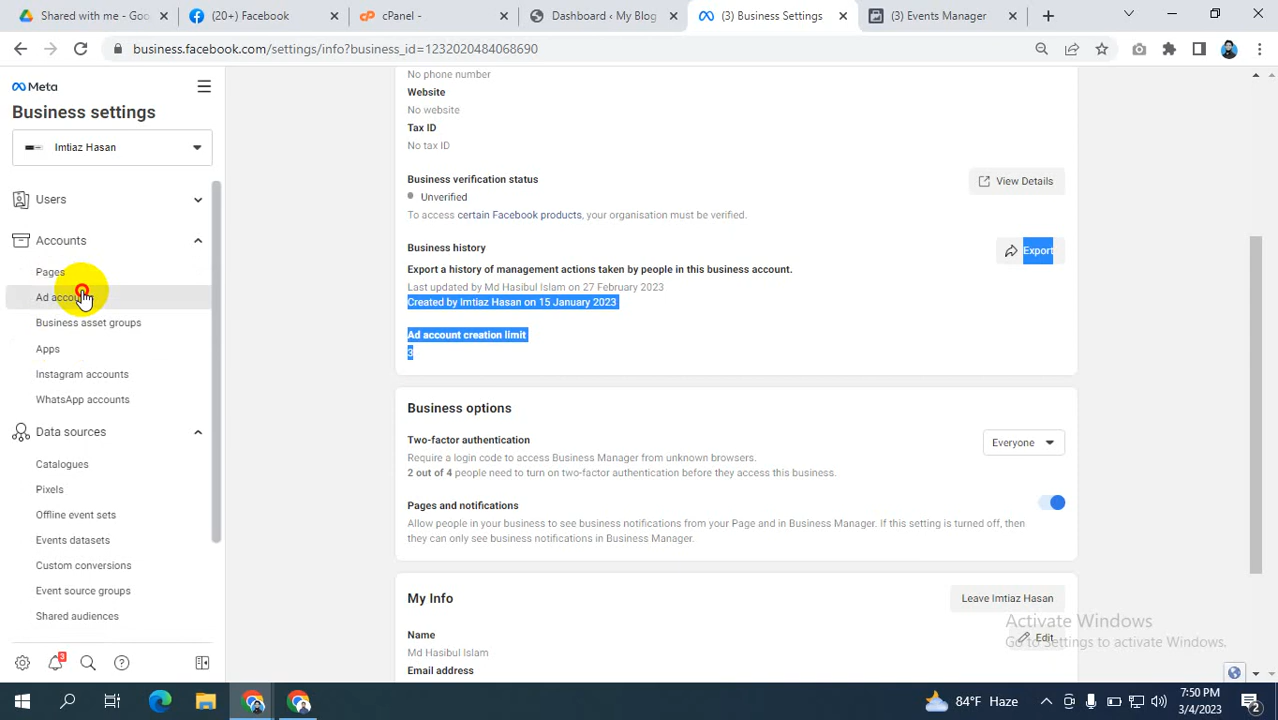 Shared with me - Goo
(20+) Facebook
cPanel -
Dashboard ‹ My Blog
(3) Business Settings
(3) Events Manager
business.facebook.com/settings/info?business_id=1232020484068690
Meta
Business settings
Imtiaz Hasan
Users
Accounts
Pages
Ad accounts
Business asset groups
Apps
Instagram accounts
WhatsApp accounts
Data sources
Catalogues
Pixels
Offline event sets
Events datasets
Custom conversions
Event source groups
Shared audiences
3
No phone number
Website
No website
Tax ID
No tax ID
Business verification status
View Details
Unverified
To access certain Facebook products, your organisation must be verified.
Business history
Export
Export a history of management actions taken by people in this business account.
Last updated by Md Hasibul Islam on 27 February 2023
Created by Imtiaz Hasan on 15 January 2023
Ad account creation limit
3
Business options
Two-factor authentication
Everyone
Require a login code to access Business Manager from unknown browsers.
2 out of 4 people need to turn on two-factor authentication before they access this business.
Pages and notifications
Allow people in your business to see business notifications from your Page and in Business Manager. If this setting is turned off, then
they can only see business notifications in Business Manager.
My Info
Leave Imtiaz Hasan
Name
Edit
Md Hasibul Islam
Email address
Activate Windows
Go to Settings to activate Windows.
84°F Haze
7:50 PM
3/4/2023
2